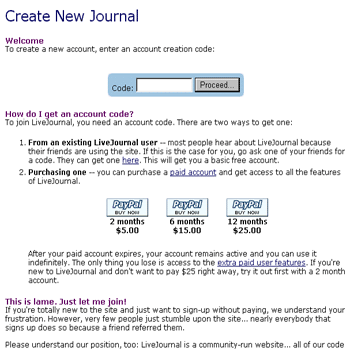 Create New Journal
Welcome
To create a new account, enter an account creation code:
Code: Proceed...
How do I get an account code?
To join LiveJournal, you need an account code. There are two ways to get one:
1. From an existing LiveJournal user -- most people hear about LiveJournal because
their friends are using the site. If this is the case for you, go ask one of your friends for
a code. They can get one here. This will get you a basic free account.
2. Purchasing one -- you can purchase a paid account and get access to all the features
of LiveJournal.
PayPal PayPal PayPal
BUY NOW BUY NOW BUY NOW
2 months 6 months 12 months
$5.00 $15.00 $25.00
After your paid account expires, your account remains active and you can use it
indefinitely. The only thing you lose is access to the extra paid user features. If you're
new to LiveJournal and don't want to pay $25 right away, try it out first with a 2 month
account.
This is lame. Just let me join!
If you're totally new to the site and just want to sign-up without paying, we understand your
frustration. However, very few people just stumble upon the site... nearly everybody that
signs up does so because a friend referred them.
Please understand our position, too: LiveJournal is a community-run website... all of our code